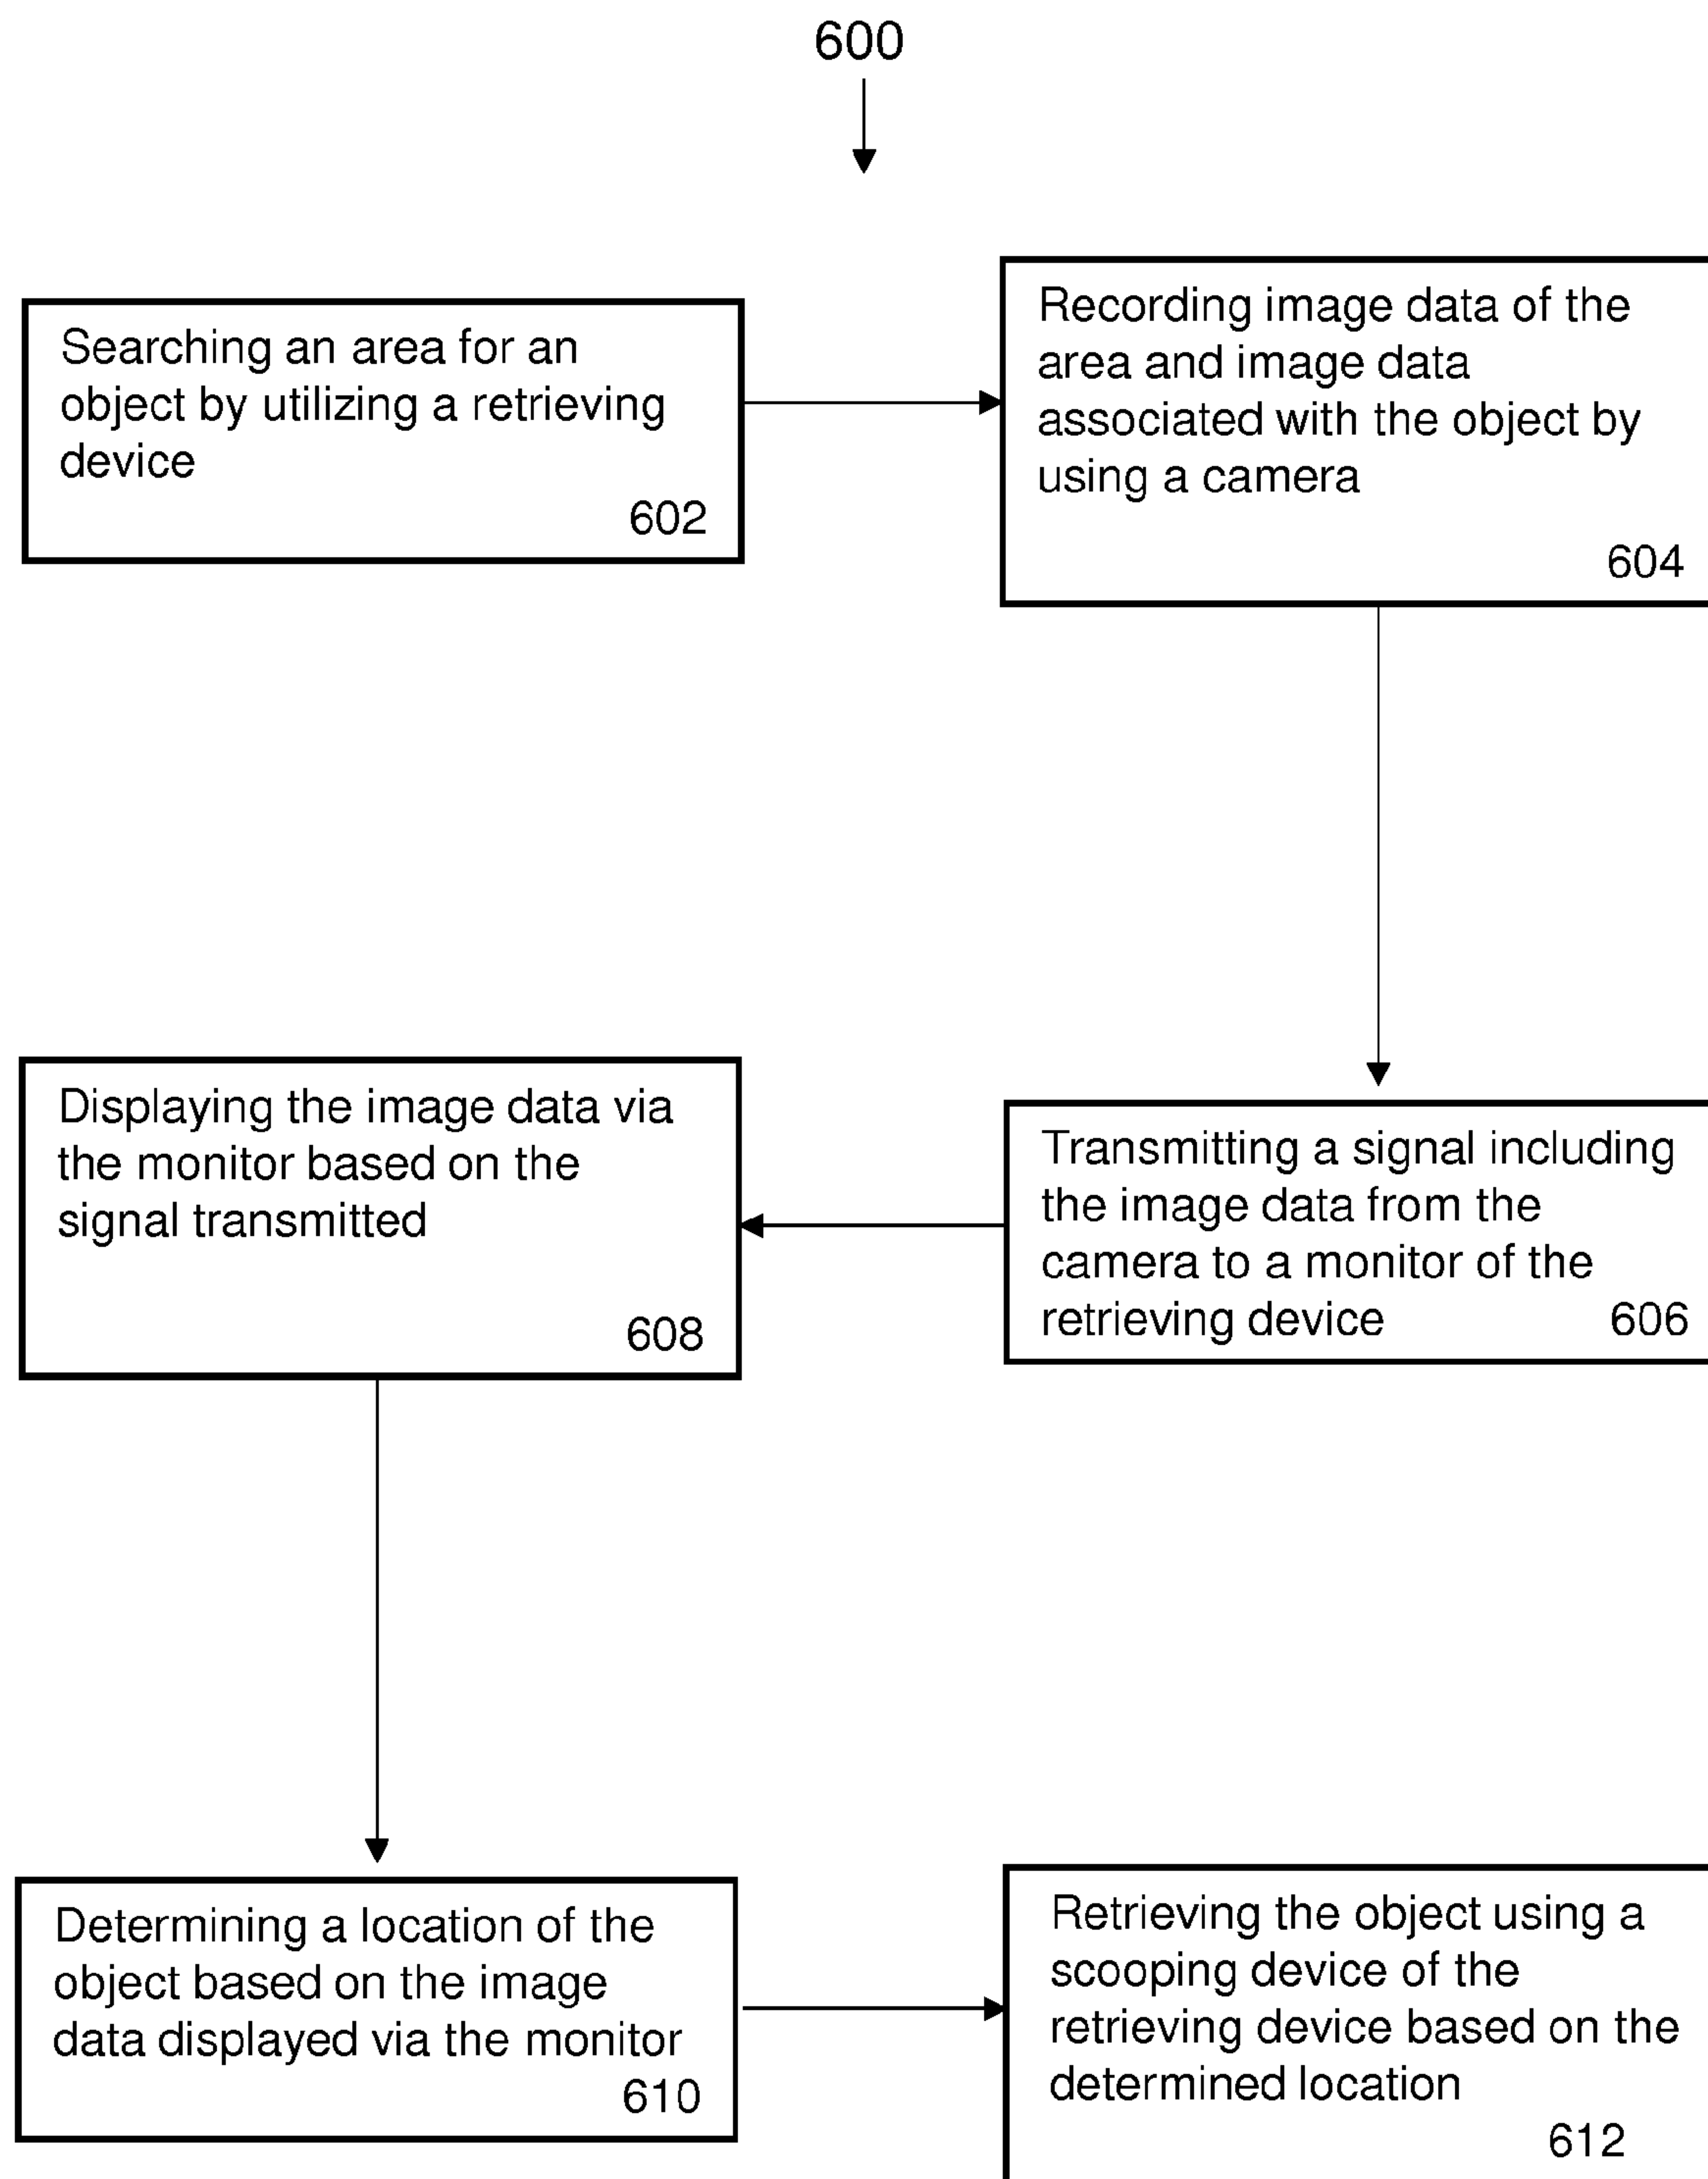 600
Searching an area for an
object by utilizing a retrieving
device
602
Recording image data of the
area and image data
associated with the object by
using a camera
604
Transmitting a signal including
the image data from the
camera to a monitor of the
retrieving device 606
Displaying the image data via
the monitor based on the
signal transmitted
608
Determining a location of the
object based on the image
data displayed via the monitor
610
Retrieving the object using a
scooping device of the
retrieving device based on the
determined location
612